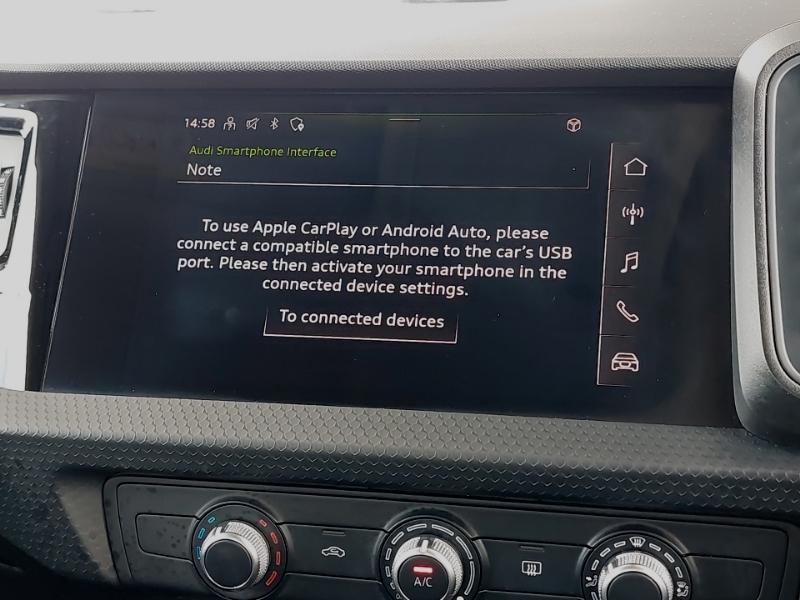 14:58
Audi Smartphone Interface
Note
To use Apple CarPlay or Android Auto, please
connect a compatible smartphone to the car's USB
port. Please then activate your smartphone in the
connected device settings.
To connected devices
A/C